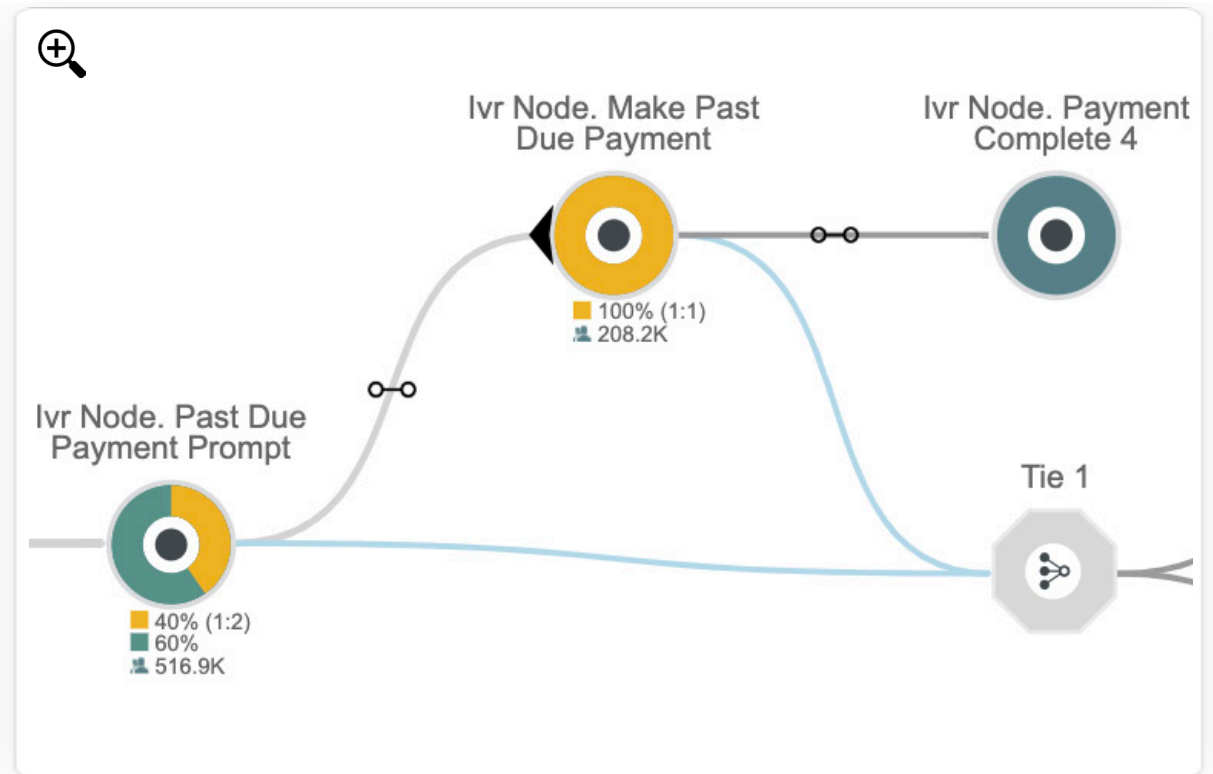 Ivr Node. Make Past
Due Payment
Ivr Node. Payment
Complete 4
100% (1:1)
208.2K
Ivr Node. Past Due
Payment Prompt
Tie 1
40% (1:2)
60%
516.9K